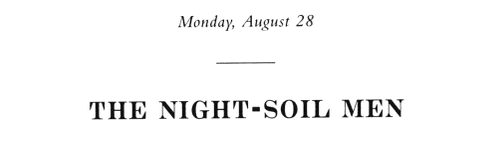 Monday, August 28
THE NIGHT-SOIL MEN